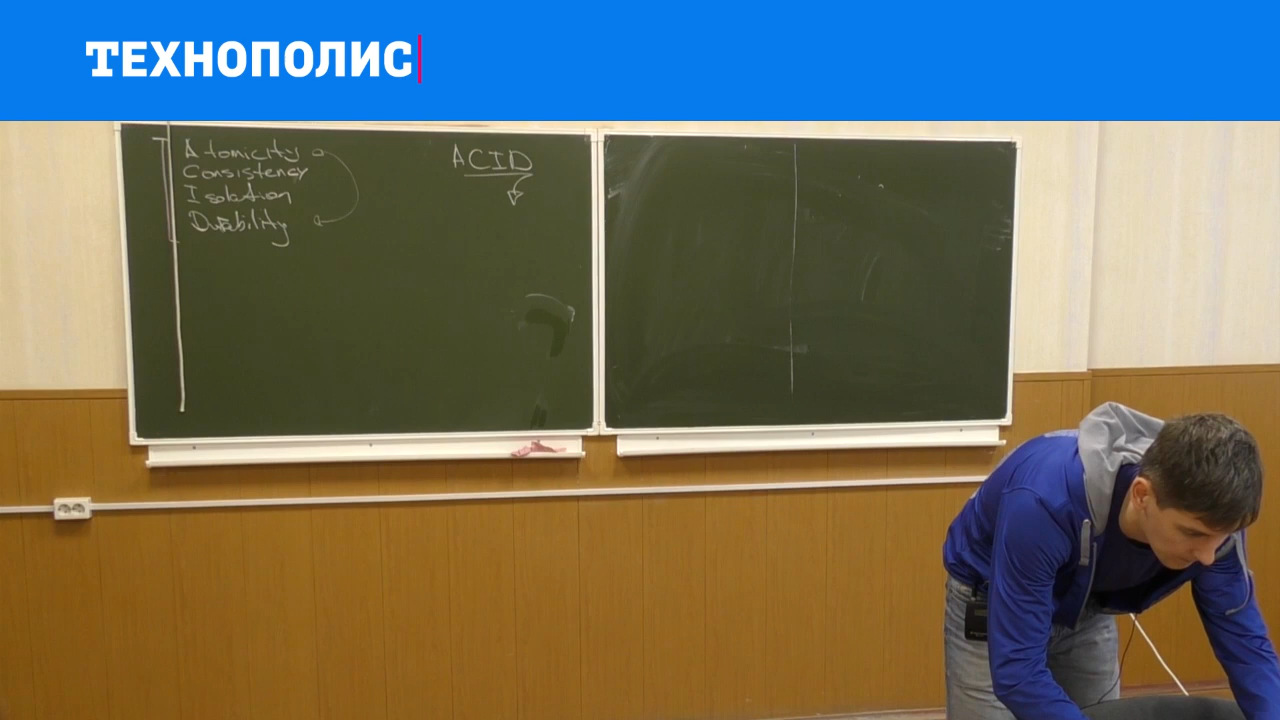 ТЕХНОПОЛИС
Atomicity
Consistency
Isolation
Durability
ACID